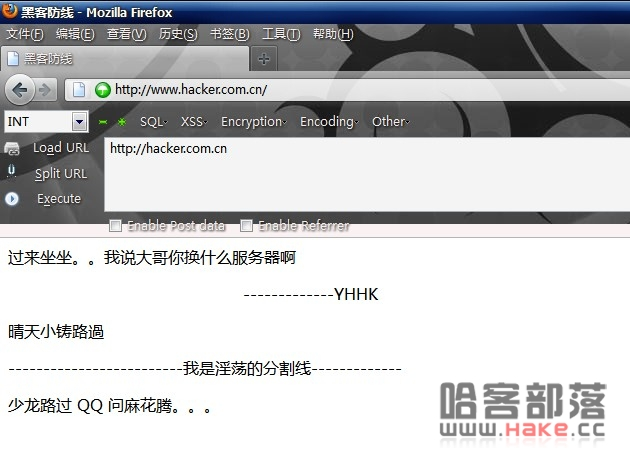 黑客防线 - Mozilla Firefox
文件(F) 编辑(E) 查看(V) 历史(S) 书签(B) 工具(T) 帮助(H)
黑客防线
http://www.hacker.com.cn/
INT SQL XSS Encryption Encoding Other
Load URL http://hacker.com.cn
Split URL
Execute
Enable Post data Enable Referrer
过来坐坐。。我说大哥你换什么服务器啊
-------------YHHK
晴天小铸路過
-------------------------我是淫荡的分割线-------------
少龙路过 QQ 问麻花腾。。。
哈客部落
www.HAKE.cc